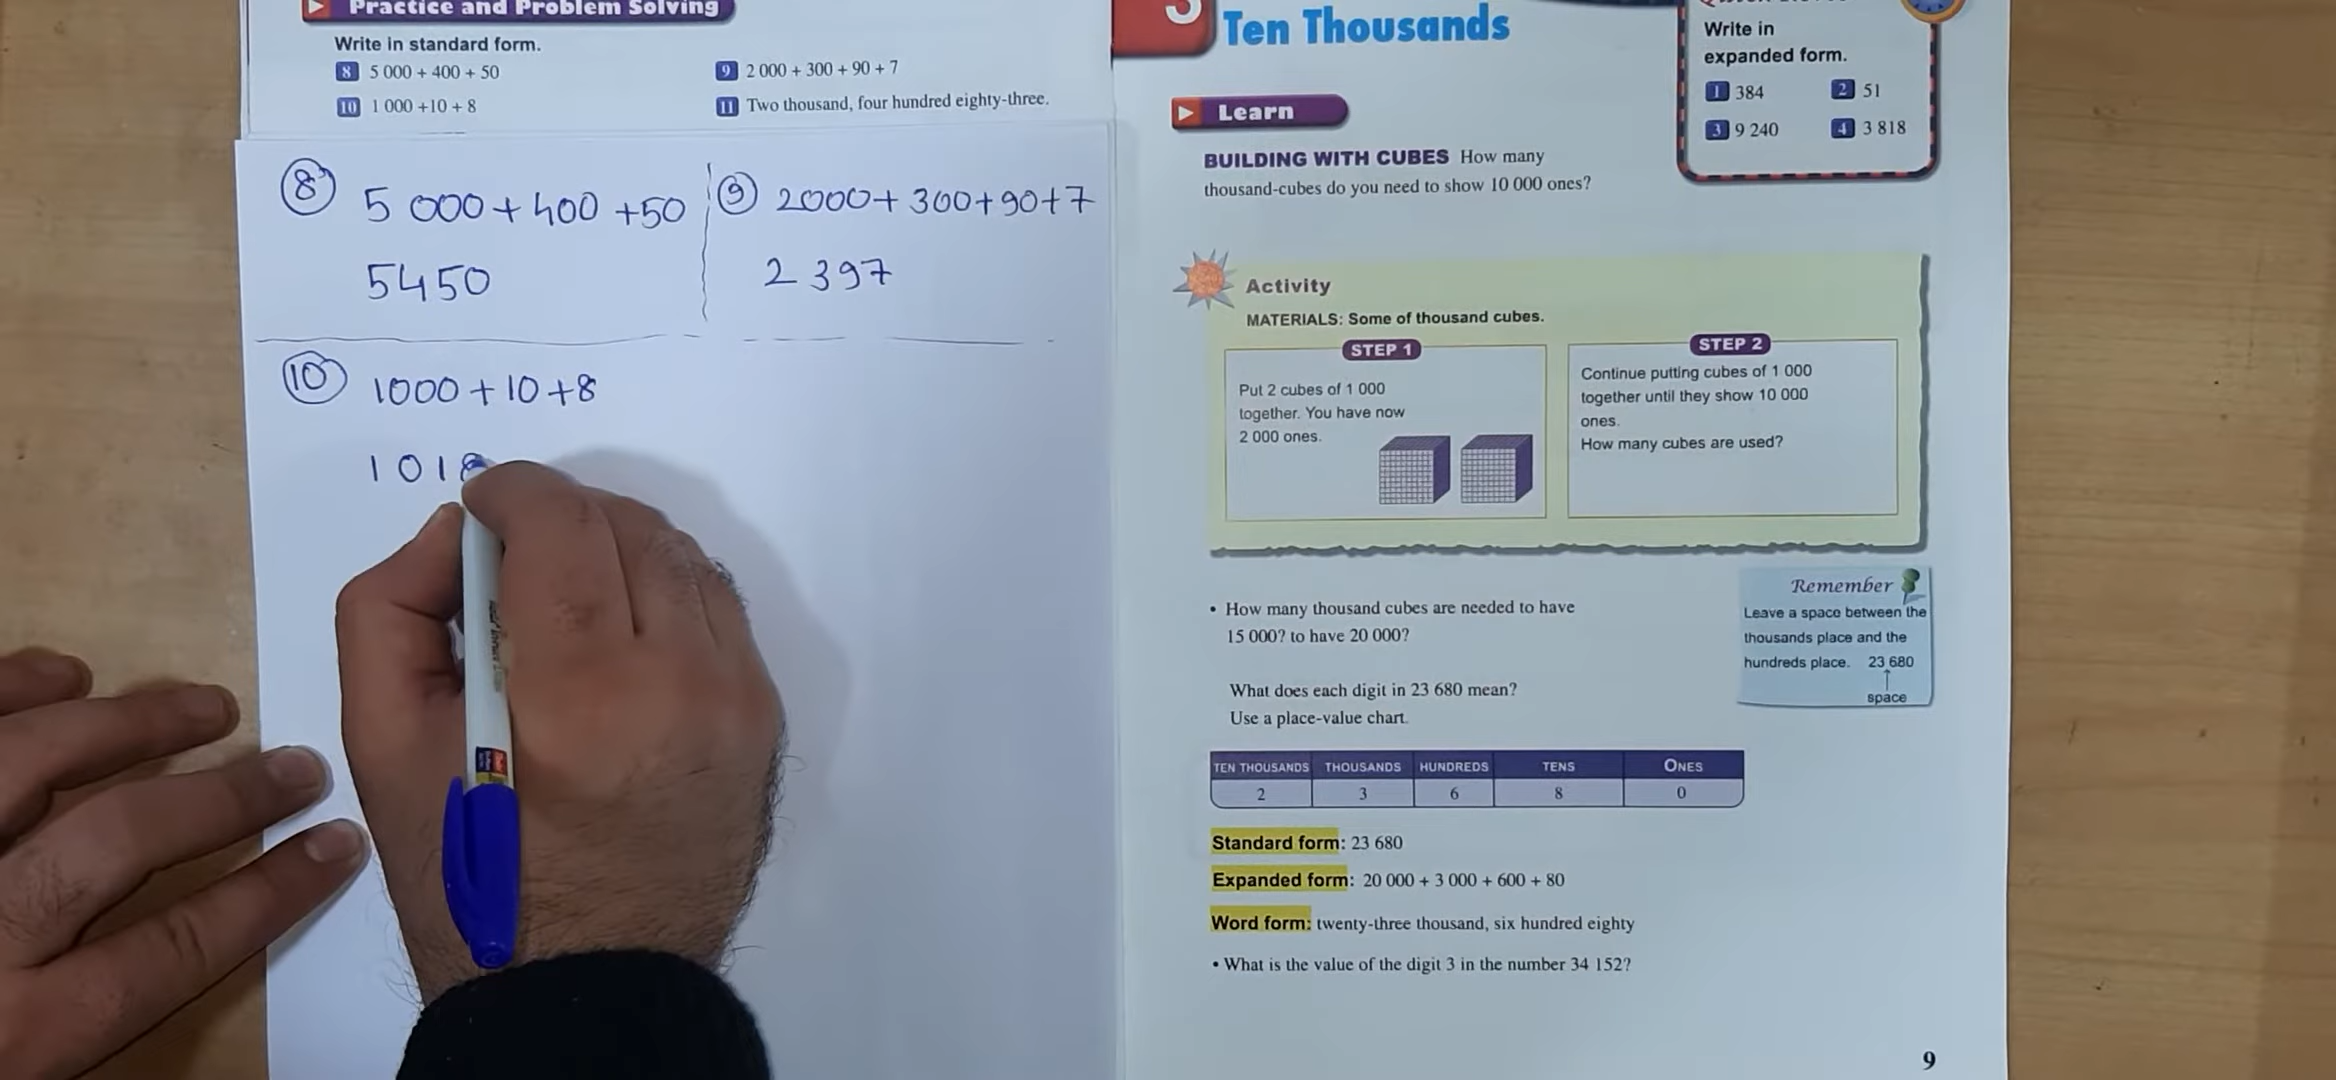 Practice and Problem Solving
Write in standard form.
8 5 000 + 400 + 50
9 2 000 + 300 + 90 + 7
10 1 000 +10 + 8
11 Two thousand, four hundred eighty-three.
8 5 000 + 400 + 50
5450
9 2000 + 300 + 90 + 7
2 397
10 1000 + 10 + 8
1018
Ten Thousands
Write in
expanded form.
1 384
2 51
3 9 240
4 3 818
Learn
BUILDING WITH CUBES How many
thousand-cubes do you need to show 10 000 ones?
Activity
MATERIALS: Some of thousand cubes.
STEP 1
Put 2 cubes of 1 000
together. You have now
2 000 ones.
STEP 2
Continue putting cubes of 1 000
together until they show 10 000
ones.
How many cubes are used?
• How many thousand cubes are needed to have
15 000? to have 20 000?
Remember
Leave a space between the
thousands place and the
hundreds place. 23 680
space
What does each digit in 23 680 mean?
Use a place-value chart.
TEN THOUSANDS THOUSANDS HUNDREDS TENS ONES
2 3 6 8 0
Standard form: 23 680
Expanded form: 20 000 + 3 000 + 600 + 80
Word form: twenty-three thousand, six hundred eighty
• What is the value of the digit 3 in the number 34 152?
9